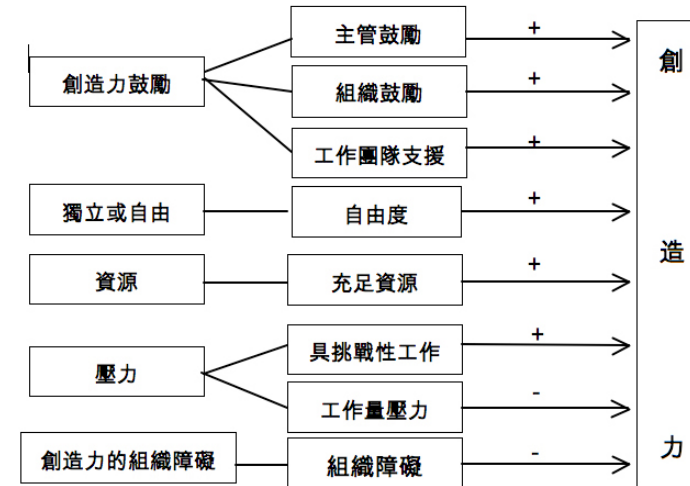 主管鼓勵
+
創造力鼓勵
組織鼓勵
+
工作團隊支援
+
獨立或自由
自由度
+
資源
充足資源
+
壓力
具挑戰性工作
+
工作量壓力
-
創造力的組織障礙
組織障礙
-
創
造
力